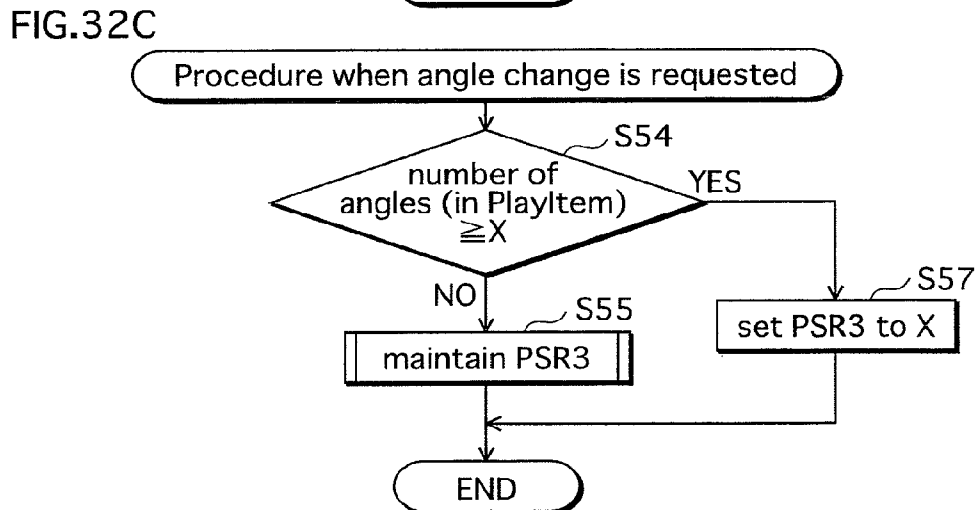 FIG.32C
Procedure when angle change is requested
S54
number of
angles (in PlayItem)
≧X
YES
NO
S55
maintain PSR3
S57
set PSR3 to X
END